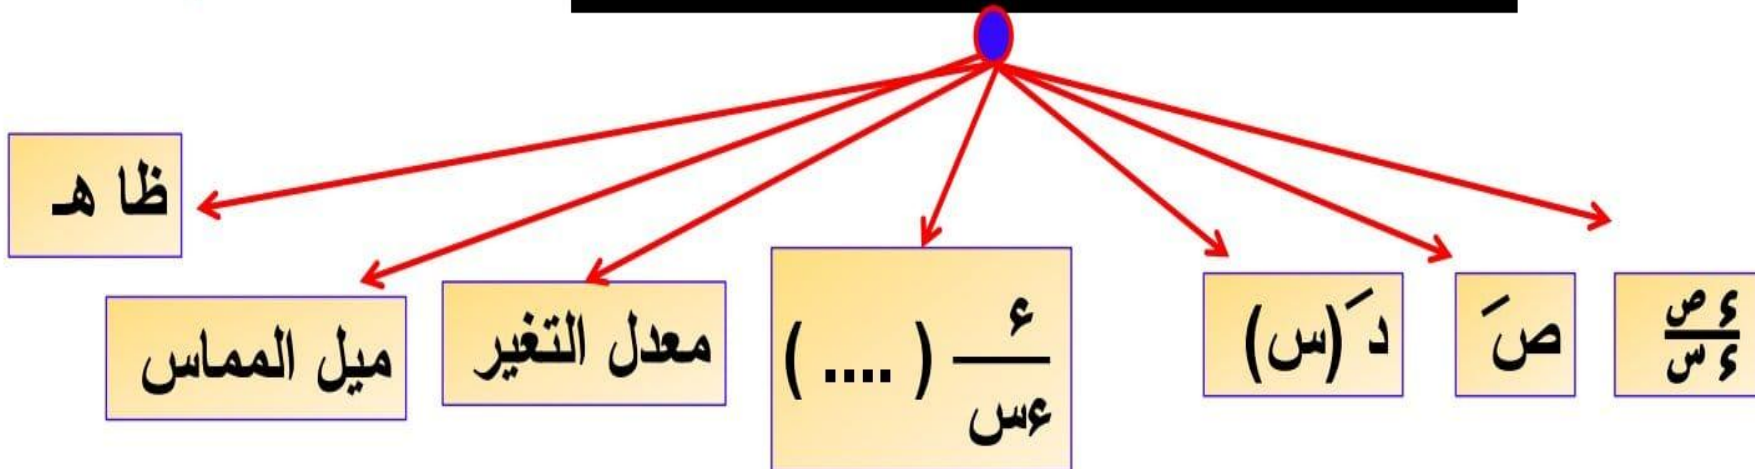 ءص/ءس
صَ
دَ(س)
ء/ءس ( .... )
معدل التغير
ميل المماس
ظا هـ